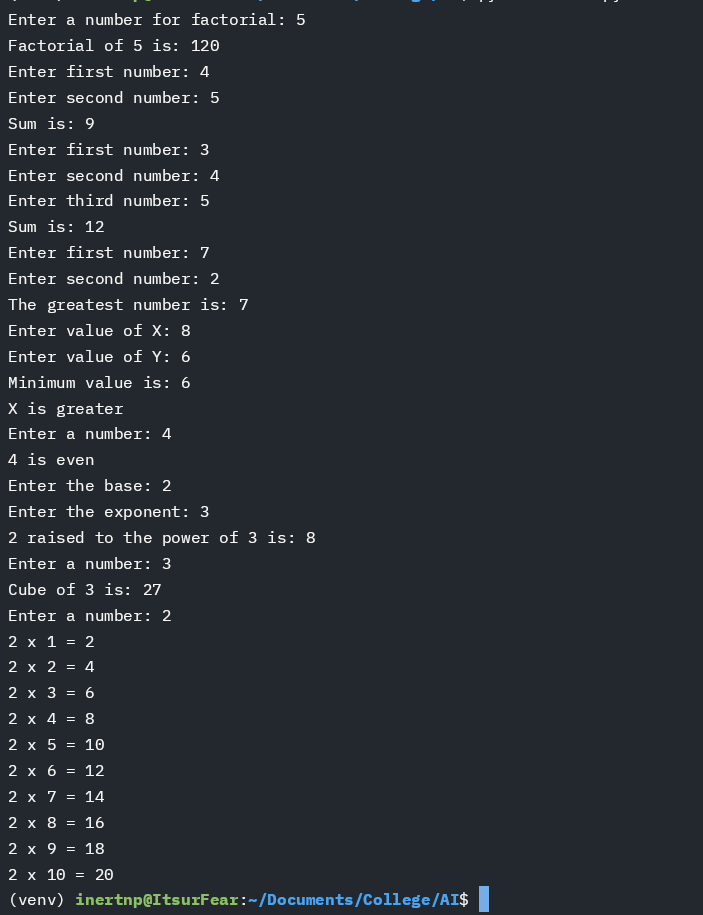 Enter a number for factorial: 5
Factorial of 5 is: 120
Enter first number: 4
Enter second number: 5
Sum is: 9
Enter first number: 3
Enter second number: 4
Enter third number: 5
Sum is: 12
Enter first number: 7
Enter second number: 2
The greatest number is: 7
Enter value of X: 8
Enter value of Y: 6
Minimum value is: 6
X is greater
Enter a number: 4
4 is even
Enter the base: 2
Enter the exponent: 3
2 raised to the power of 3 is: 8
Enter a number: 3
Cube of 3 is: 27
Enter a number: 2
2 x 1 = 2
2 x 2 = 4
2 x 3 = 6
2 x 4 = 8
2 x 5 = 10
2 x 6 = 12
2 x 7 = 14
2 x 8 = 16
2 x 9 = 18
2 x 10 = 20
(venv) inertnp@ItsurFear:~/Documents/College/AI$